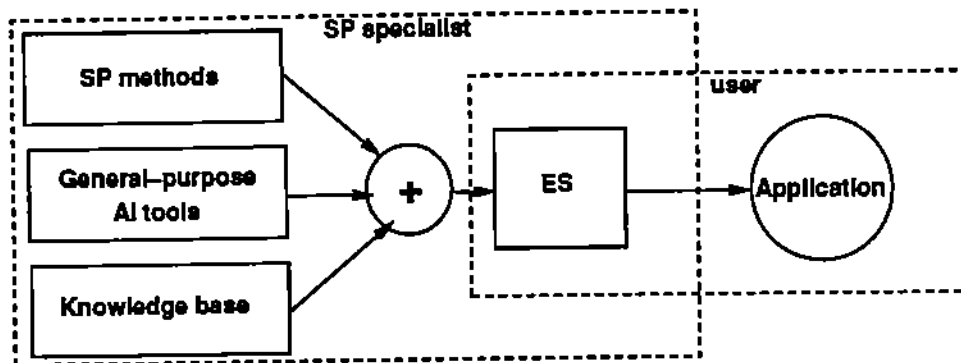 SP specialist
SP methods
user
General-purpose
AI tools
+
ES
Application
Knowledge base